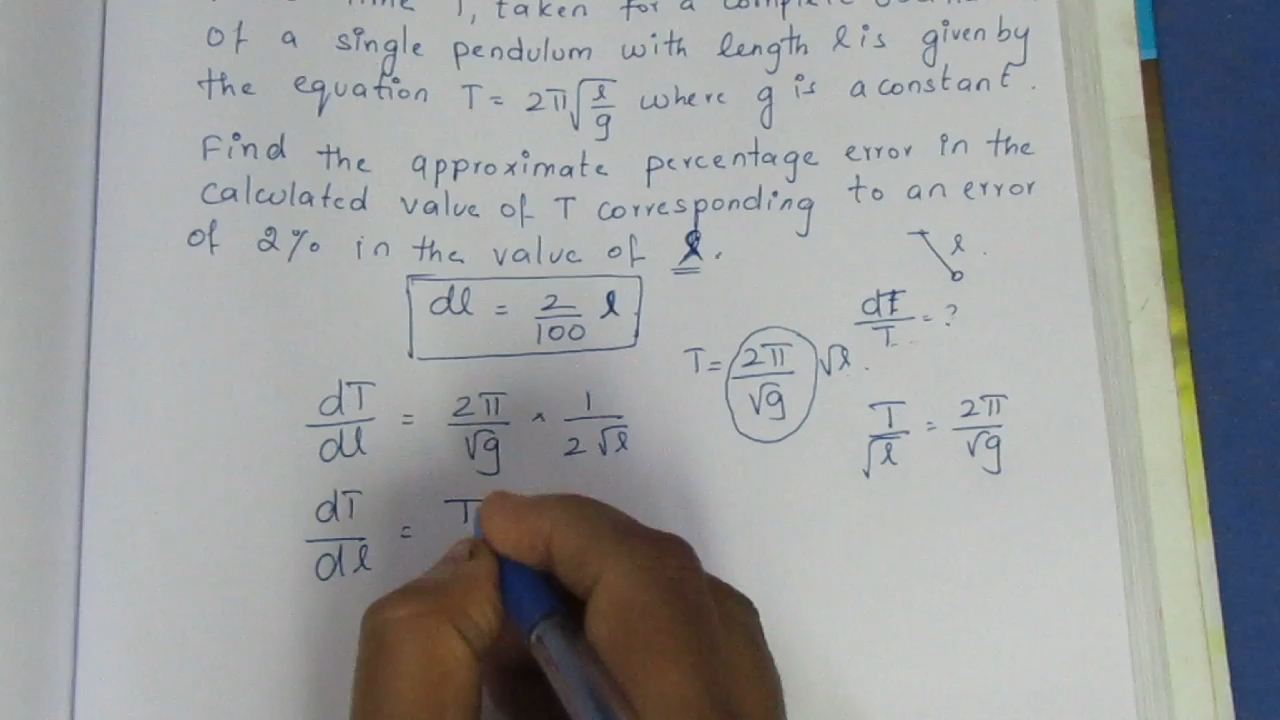 T, taken for a
of a single pendulum with length l is given by
the equation T = 2π√(l/g) where g is a constant.
Find the approximate percentage error in the
calculated value of T corresponding to an error
of 2% in the value of l.
l.
dl = 2/100 l
dT/T = ?
T = 2π/√g √l.
dT/dl = 2π/√g × 1/2√l
T/√l = 2π/√g
dT/dl = T